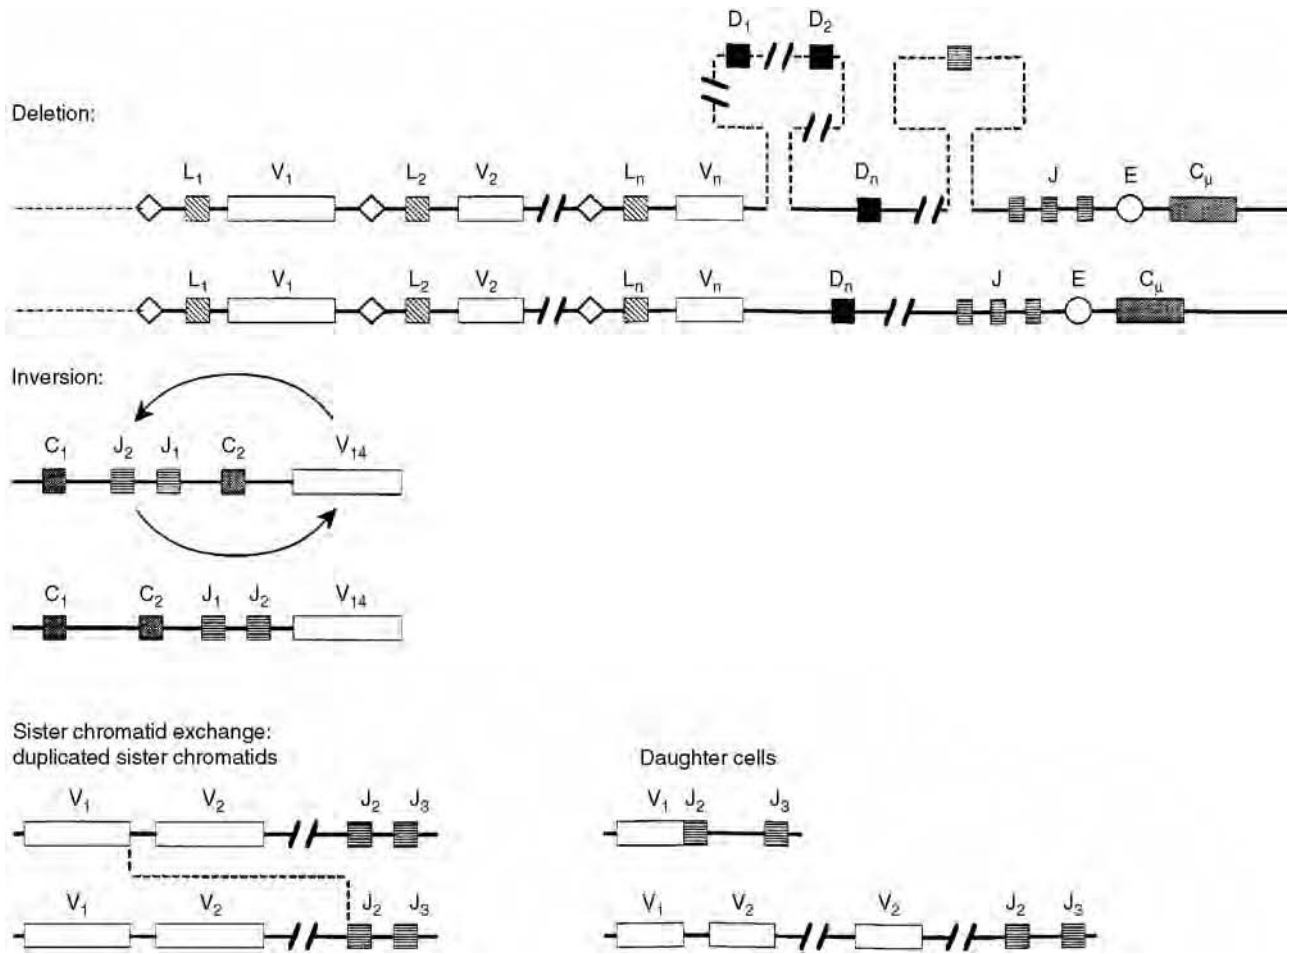 D₁ D₂
Deletion:
L₁ V₁ L₂ V₂ Lₙ Vₙ Dₙ J E Cμ
L₁ V₁ L₂ V₂ Lₙ Vₙ Dₙ J E Cμ
Inversion:
C₁ J₂ J₁ C₂ V₁₄
C₁ C₂ J₁ J₂ V₁₄
Sister chromatid exchange:
duplicated sister chromatids
Daughter cells
V₁ V₂ J₂ J₃
V₁ J₂ J₃
V₁ V₂ J₂ J₃
V₁ V₂ V₂ J₂ J₃